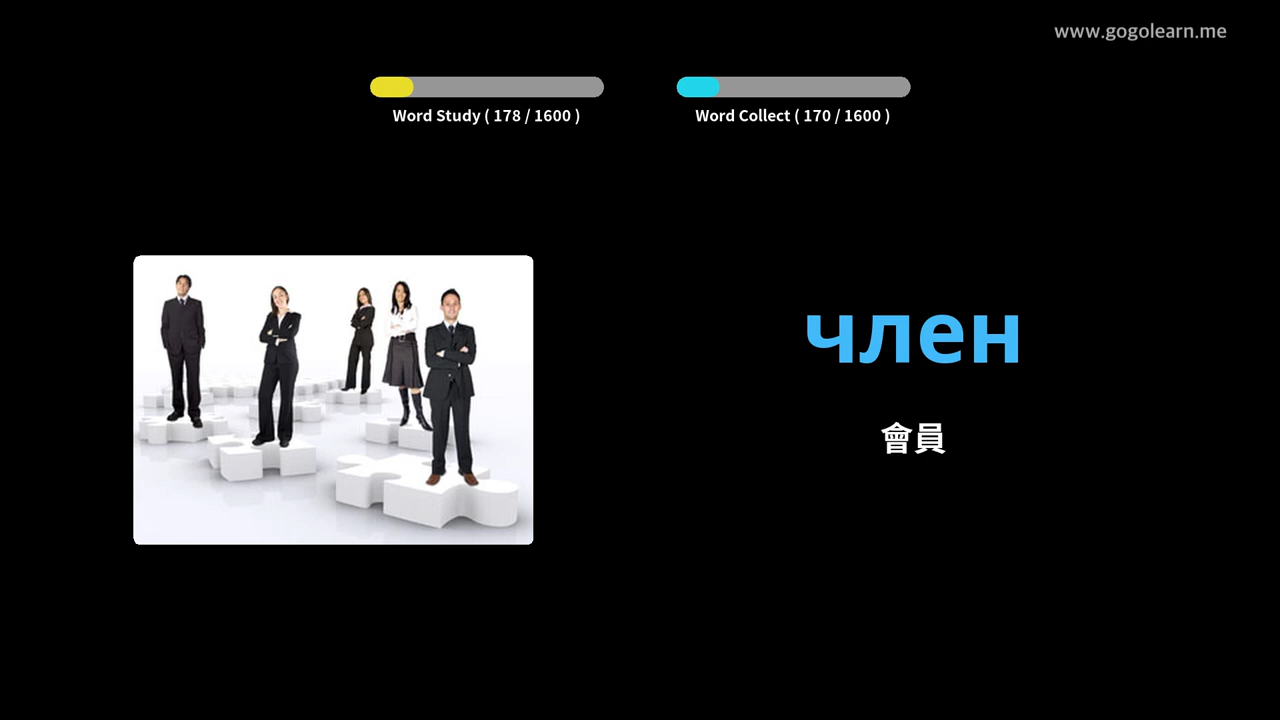 www.gogolearn.me
Word Study ( 178 / 1600 )
Word Collect ( 170 / 1600 )
член
會員